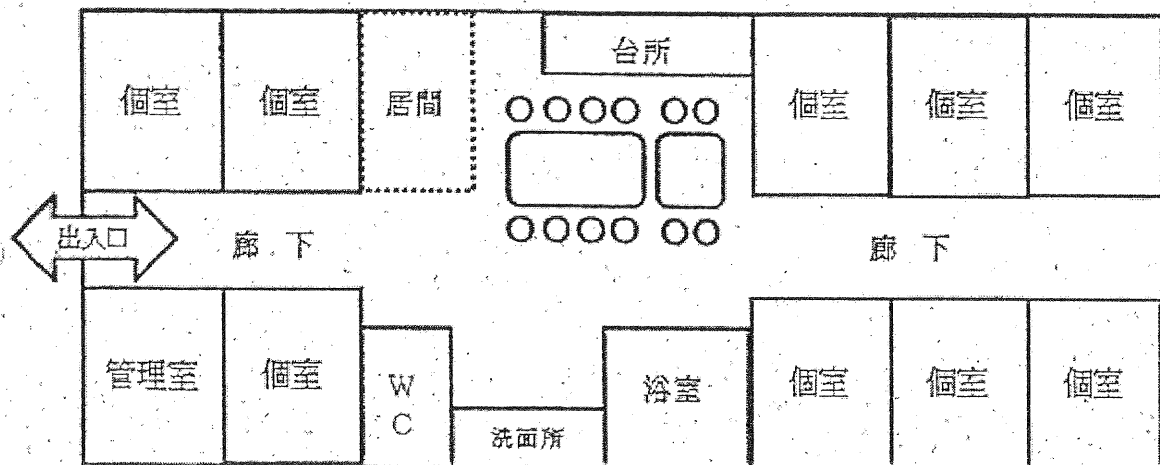 個室 個室 居間 台所 個室 個室 個室
出入口 廊下 廊下
管理室 個室 WC 洗面所 浴室 個室 個室 個室